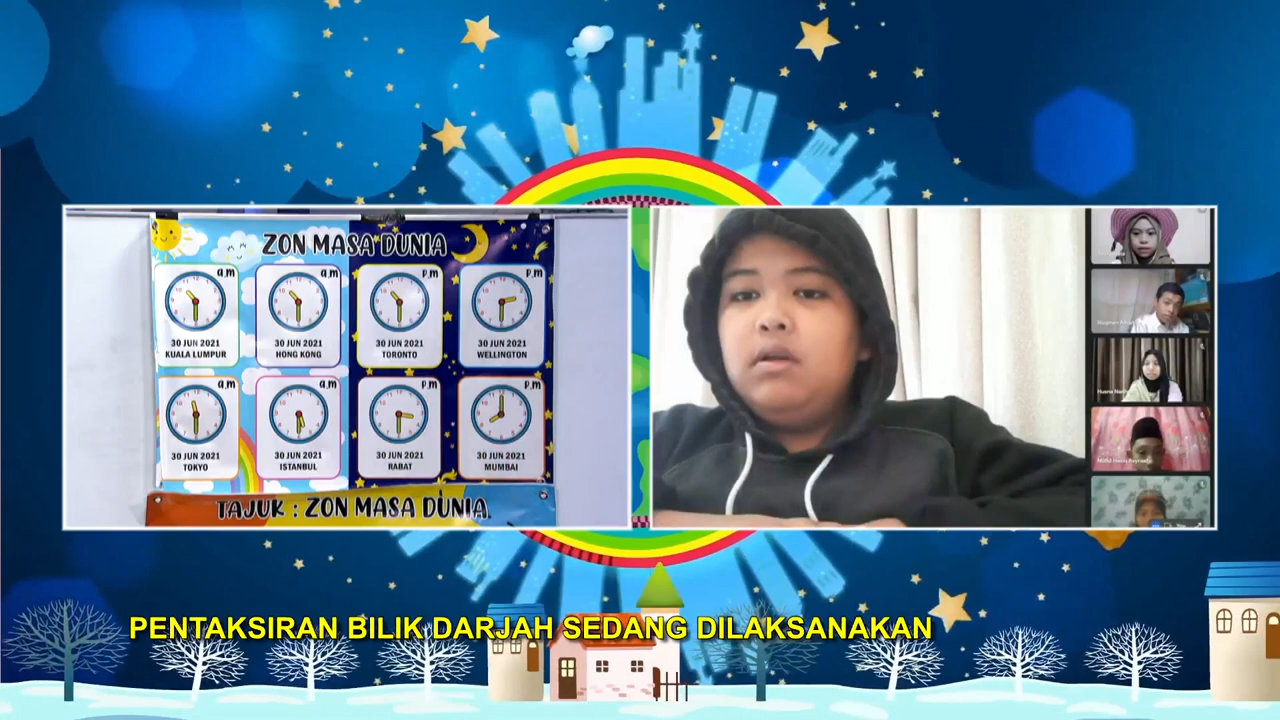 ZON MASA DUNIA
a.m
a.m
p.m
p.m
30 JUN 2021
KUALA LUMPUR
30 JUN 2021
HONG KONG
30 JUN 2021
TORONTO
30 JUN 2021
WELLINGTON
a.m
a.m
p.m
p.m
30 JUN 2021
TOKYO
30 JUN 2021
ISTANBUL
30 JUN 2021
RABAT
30 JUN 2021
MUMBAI
TAJUK : ZON MASA DUNIA
PENTAKSIRAN BILIK DARJAH SEDANG DILAKSANAKAN